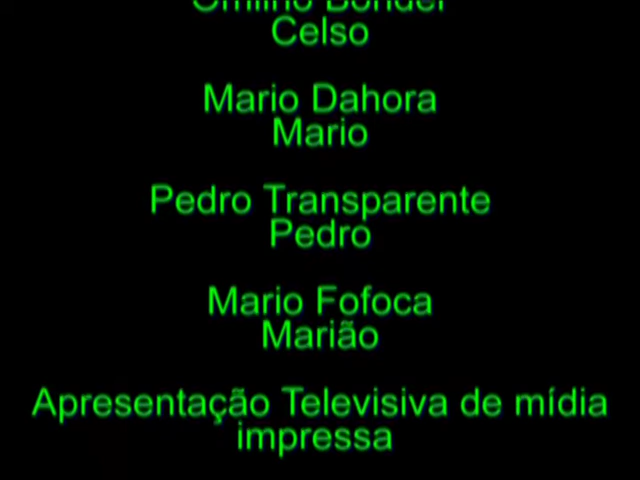 Celso
Mario Dahora
Mario
Pedro Transparente
Pedro
Mario Fofoca
Marião
Apresentação Televisiva de mídia
impressa